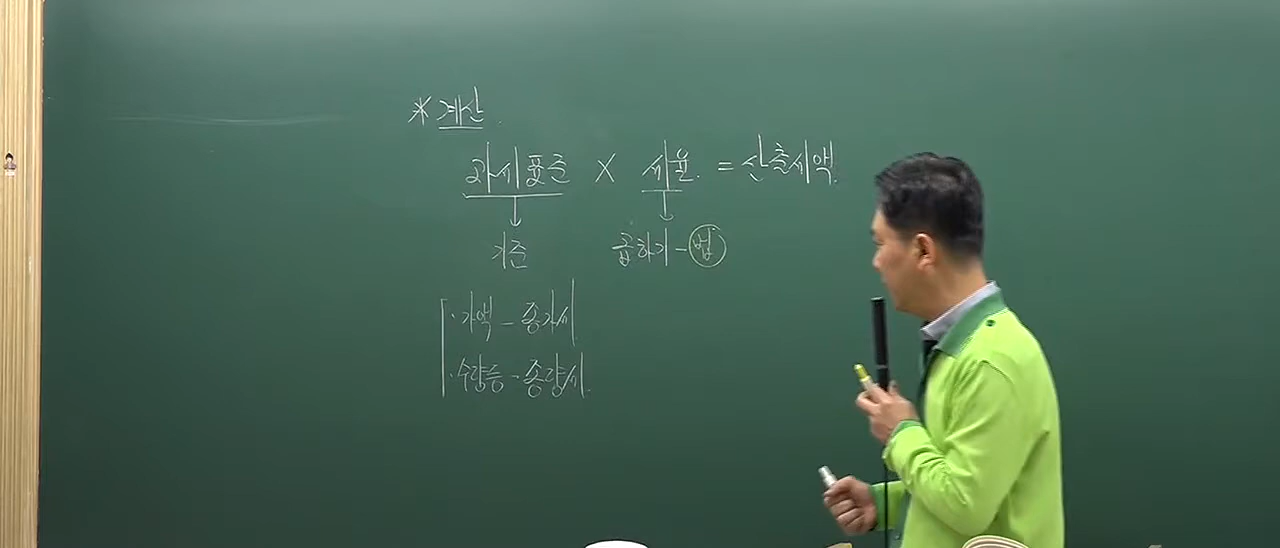 * 계산
과세표준 × 세율 = 산출세액.
↓ ↓
기준 곱하기 - 법
· 가액 - 종가세
· 수량등 - 종량세.